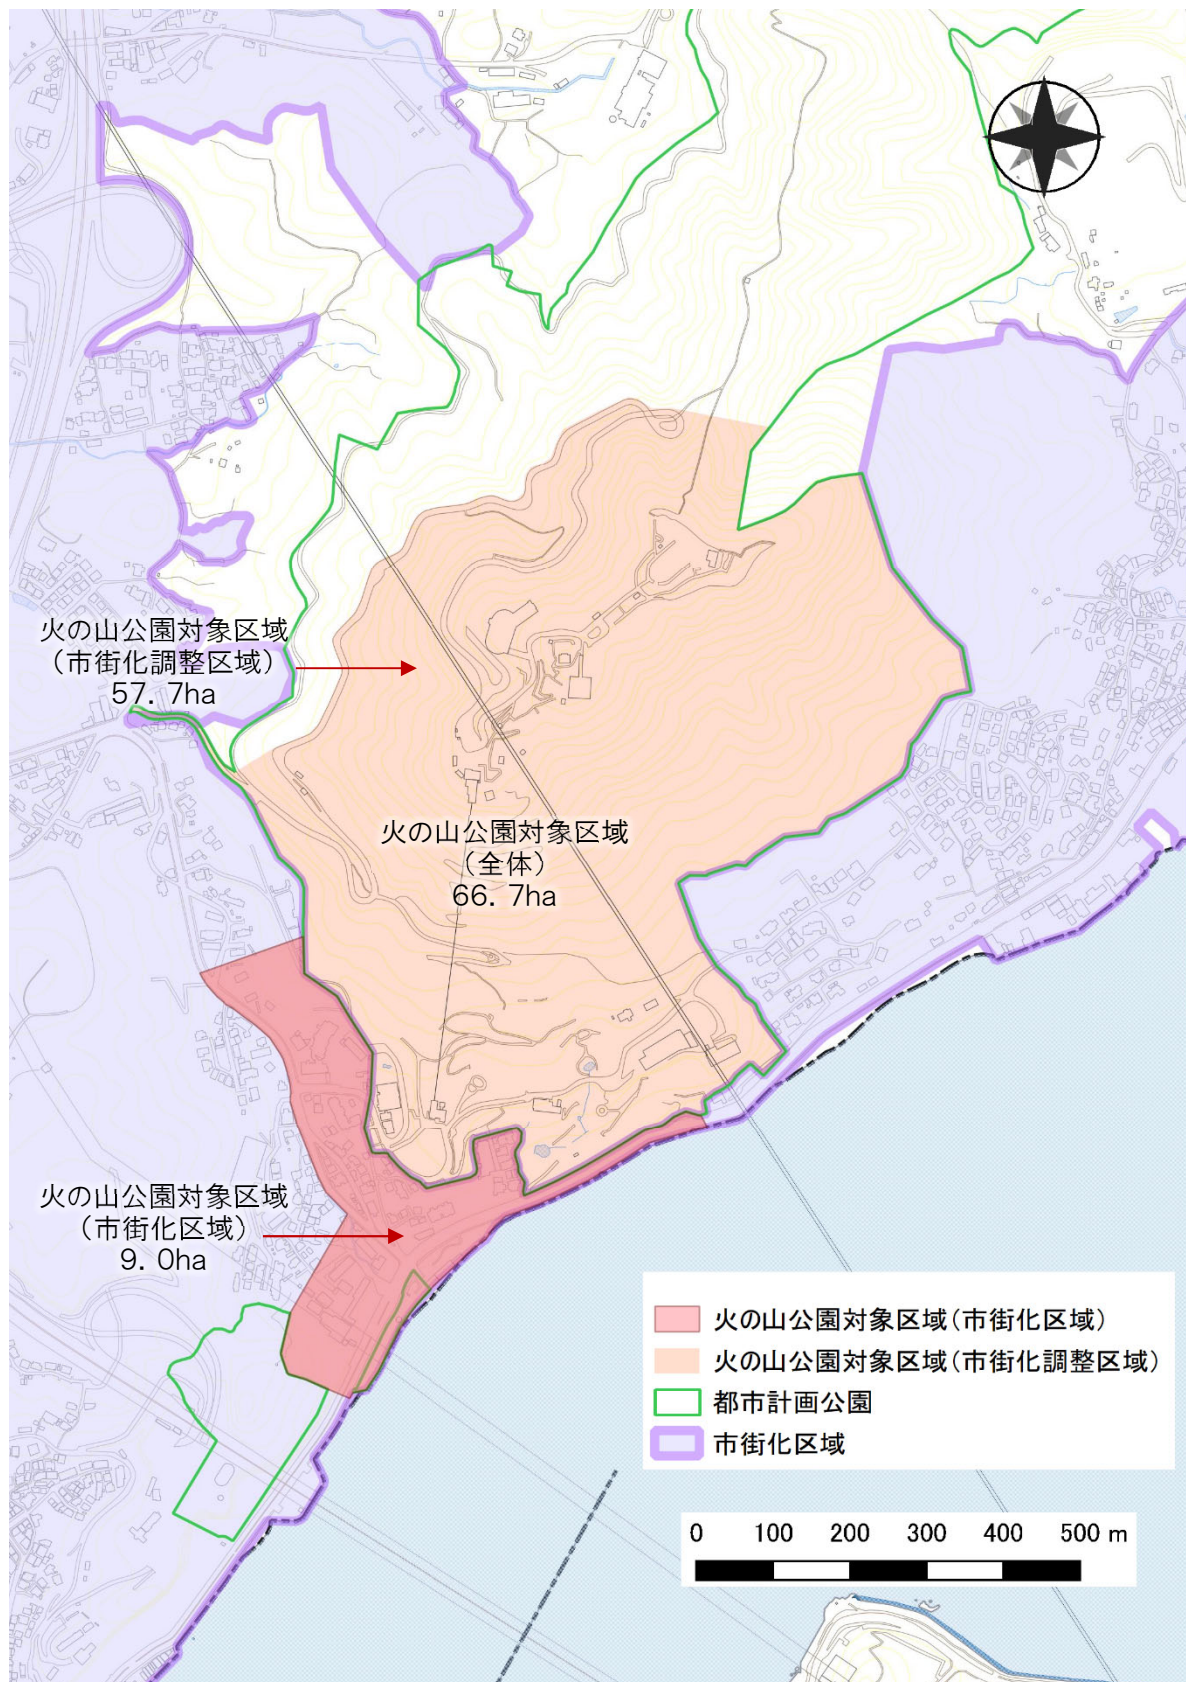 火の山公園対象区域
（市街化調整区域）
57. 7ha
火の山公園対象区域
（全体）
66. 7ha
火の山公園対象区域
（市街化区域）
9. 0ha
火の山公園対象区域(市街化区域)
火の山公園対象区域(市街化調整区域)
都市計画公園
市街化区域
0 100 200 300 400 500 m